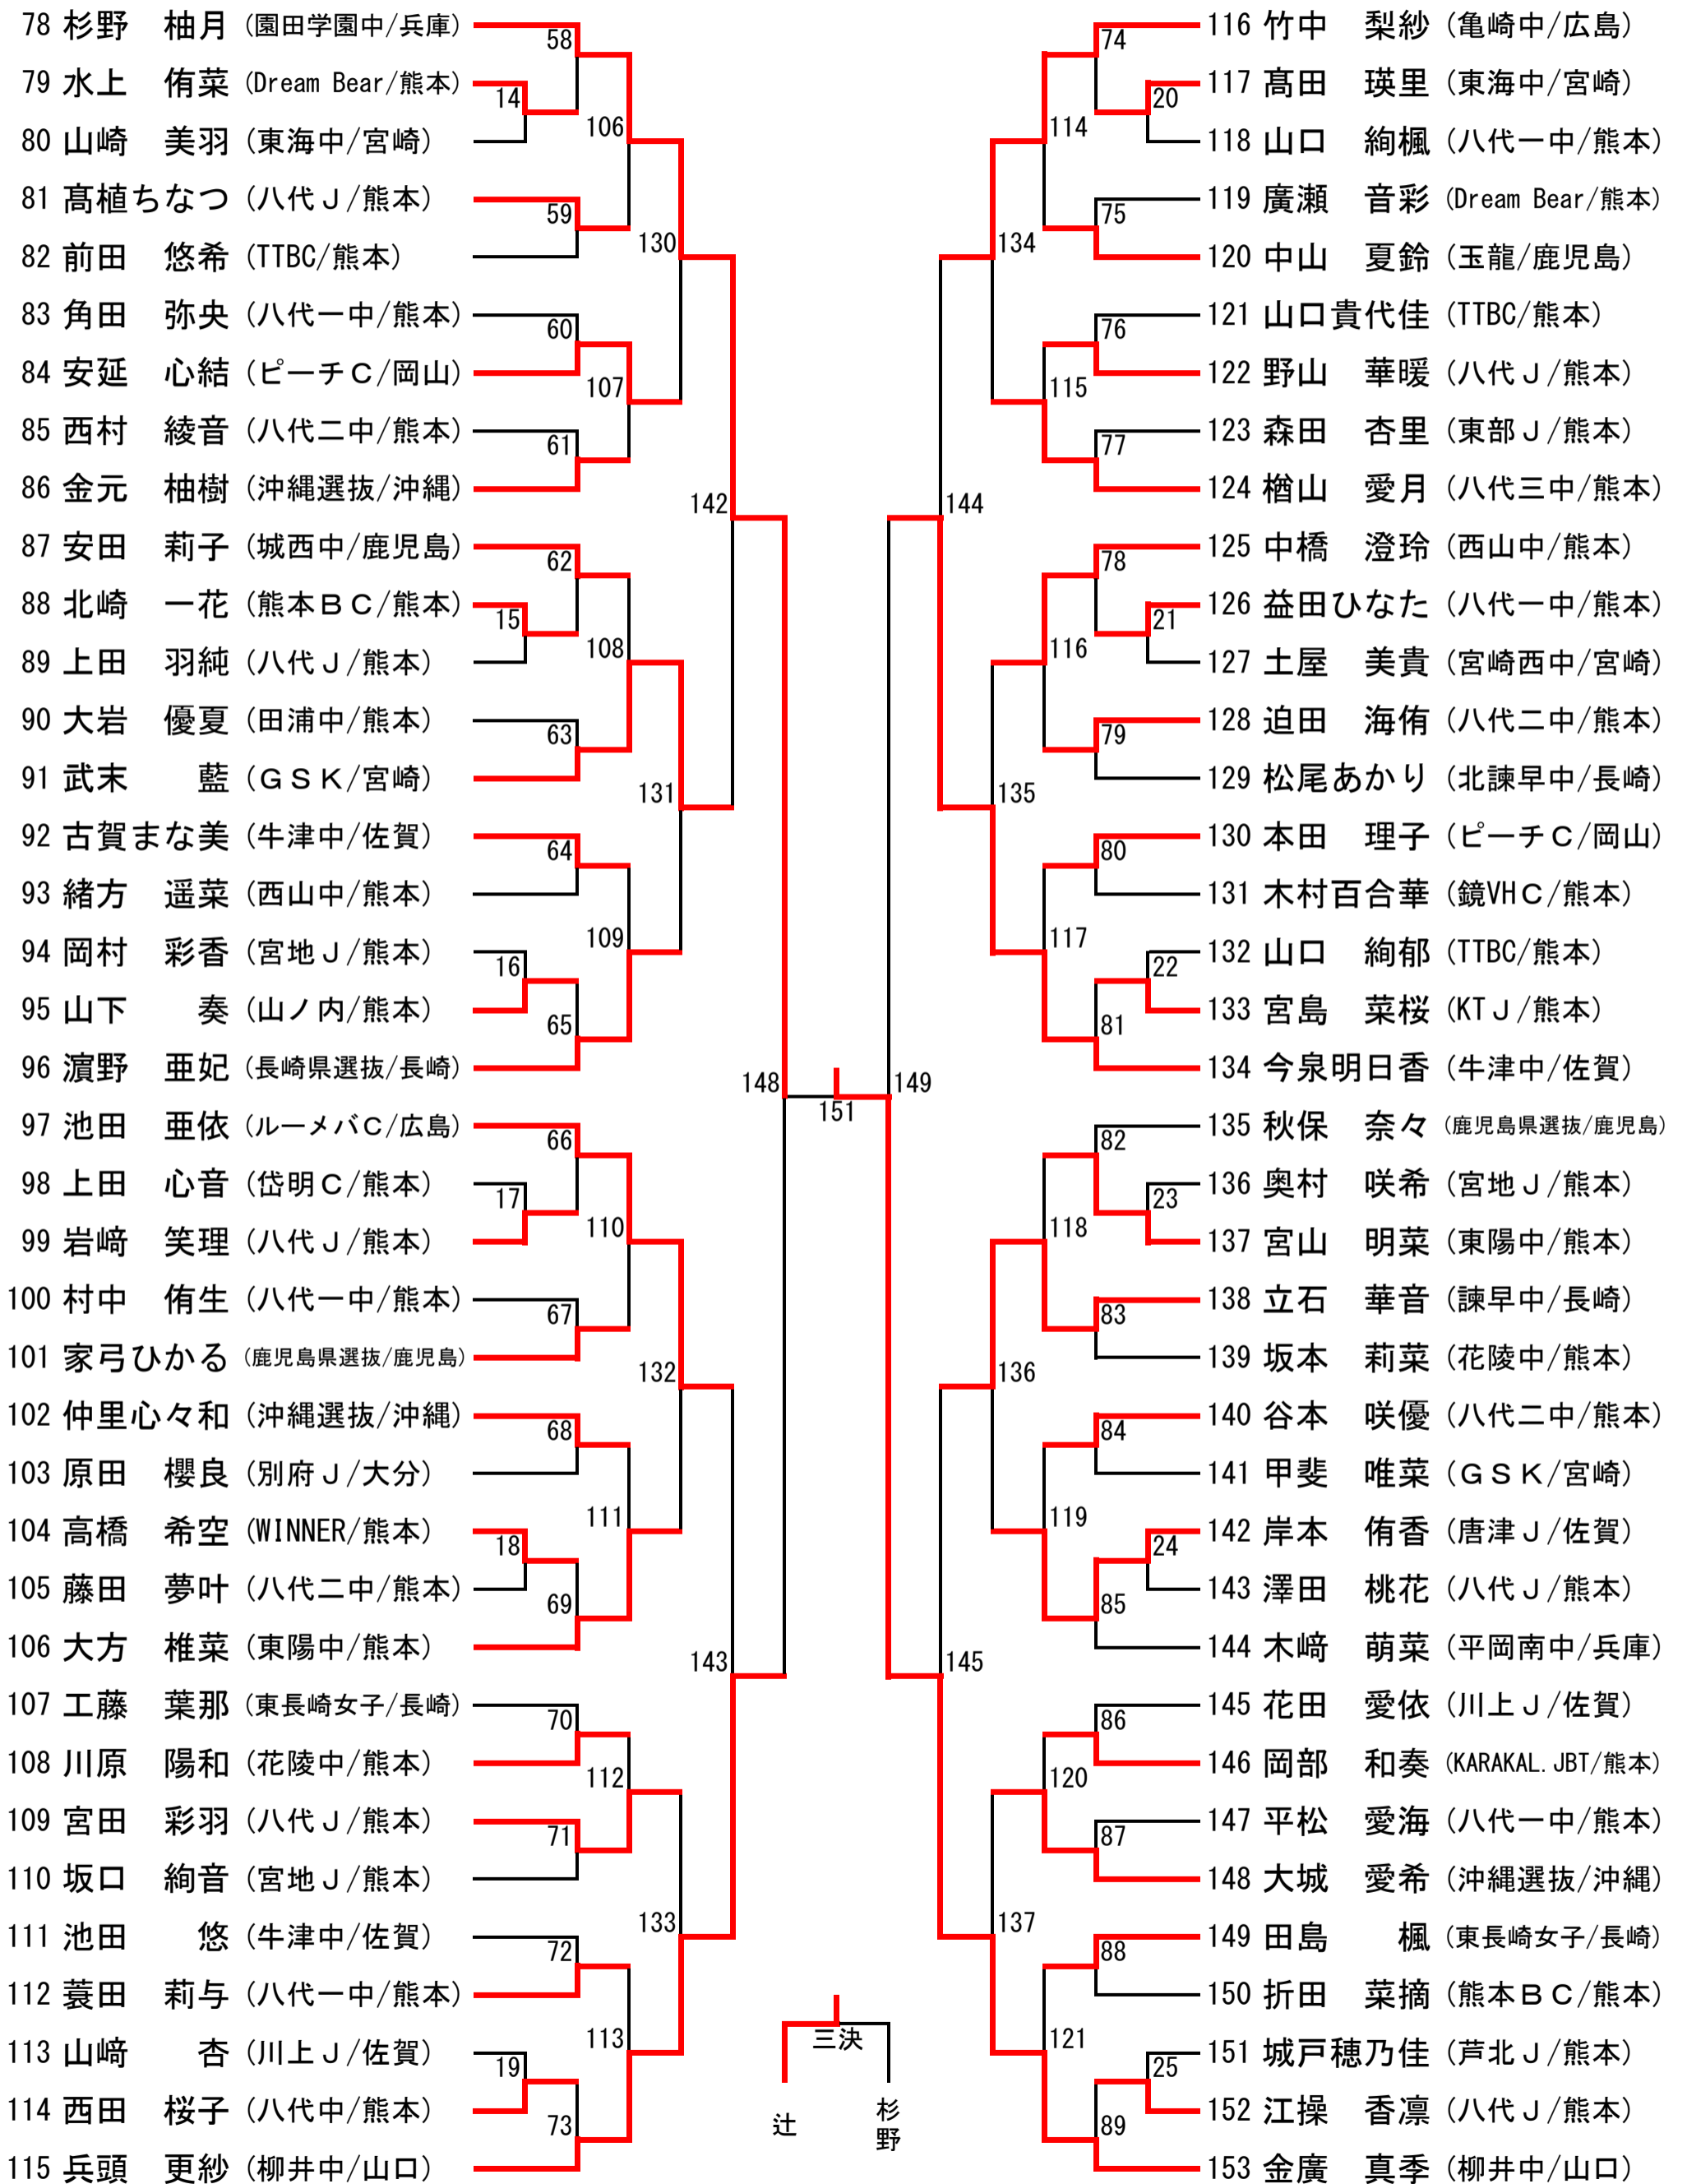 78 杉野　柚月 (園田学園中/兵庫)
79 水上　侑菜 (Dream Bear/熊本)
80 山崎　美羽 (東海中/宮崎)
81 髙植ちなつ (八代Ｊ/熊本)
82 前田　悠希 (TTBC/熊本)
83 角田　弥央 (八代一中/熊本)
84 安延　心結 (ピーチＣ/岡山)
85 西村　綾音 (八代二中/熊本)
86 金元　柚樹 (沖縄選抜/沖縄)
87 安田　莉子 (城西中/鹿児島)
88 北崎　一花 (熊本ＢＣ/熊本)
89 上田　羽純 (八代Ｊ/熊本)
90 大岩　優夏 (田浦中/熊本)
91 武末　　藍 (ＧＳＫ/宮崎)
92 古賀まな美 (牛津中/佐賀)
93 緒方　遥菜 (西山中/熊本)
94 岡村　彩香 (宮地Ｊ/熊本)
95 山下　　奏 (山ノ内/熊本)
96 濵野　亜妃 (長崎県選抜/長崎)
97 池田　亜依 (ルーメバＣ/広島)
98 上田　心音 (岱明Ｃ/熊本)
99 岩﨑　笑理 (八代Ｊ/熊本)
100 村中　侑生 (八代一中/熊本)
101 家弓ひかる (鹿児島県選抜/鹿児島)
102 仲里心々和 (沖縄選抜/沖縄)
103 原田　櫻良 (別府Ｊ/大分)
104 高橋　希空 (WINNER/熊本)
105 藤田　夢叶 (八代二中/熊本)
106 大方　椎菜 (東陽中/熊本)
107 工藤　葉那 (東長崎女子/長崎)
108 川原　陽和 (花陵中/熊本)
109 宮田　彩羽 (八代Ｊ/熊本)
110 坂口　絢音 (宮地Ｊ/熊本)
111 池田　　悠 (牛津中/佐賀)
112 蓑田　莉与 (八代一中/熊本)
113 山﨑　　杏 (川上Ｊ/佐賀)
114 西田　桜子 (八代中/熊本)
115 兵頭　更紗 (柳井中/山口)
58
14
59
60
61
62
15
63
64
16
65
66
17
67
68
18
69
70
71
72
19
73
106
107
108
109
110
111
112
113
130
131
132
133
142
143
148
151
149
三決
辻
杉野
144
145
134
135
136
137
114
115
116
117
118
119
120
121
74
20
75
76
77
78
21
79
80
22
81
82
23
83
84
24
85
86
87
88
25
89
116 竹中　梨紗 (亀崎中/広島)
117 髙田　瑛里 (東海中/宮崎)
118 山口　絢楓 (八代一中/熊本)
119 廣瀬　音彩 (Dream Bear/熊本)
120 中山　夏鈴 (玉龍/鹿児島)
121 山口貴代佳 (TTBC/熊本)
122 野山　華暖 (八代Ｊ/熊本)
123 森田　杏里 (東部Ｊ/熊本)
124 楢山　愛月 (八代三中/熊本)
125 中橋　澄玲 (西山中/熊本)
126 益田ひなた (八代一中/熊本)
127 土屋　美貴 (宮崎西中/宮崎)
128 迫田　海侑 (八代二中/熊本)
129 松尾あかり (北諫早中/長崎)
130 本田　理子 (ピーチＣ/岡山)
131 木村百合華 (鏡VHＣ/熊本)
132 山口　絢郁 (TTBC/熊本)
133 宮島　菜桜 (KTＪ/熊本)
134 今泉明日香 (牛津中/佐賀)
135 秋保　奈々 (鹿児島県選抜/鹿児島)
136 奥村　咲希 (宮地Ｊ/熊本)
137 宮山　明菜 (東陽中/熊本)
138 立石　華音 (諫早中/長崎)
139 坂本　莉菜 (花陵中/熊本)
140 谷本　咲優 (八代二中/熊本)
141 甲斐　唯菜 (ＧＳＫ/宮崎)
142 岸本　侑香 (唐津Ｊ/佐賀)
143 澤田　桃花 (八代Ｊ/熊本)
144 木﨑　萌菜 (平岡南中/兵庫)
145 花田　愛依 (川上Ｊ/佐賀)
146 岡部　和奏 (KARAKAL.JBT/熊本)
147 平松　愛海 (八代一中/熊本)
148 大城　愛希 (沖縄選抜/沖縄)
149 田島　　楓 (東長崎女子/長崎)
150 折田　菜摘 (熊本ＢＣ/熊本)
151 城戸穂乃佳 (芦北Ｊ/熊本)
152 江操　香凛 (八代Ｊ/熊本)
153 金廣　真季 (柳井中/山口)